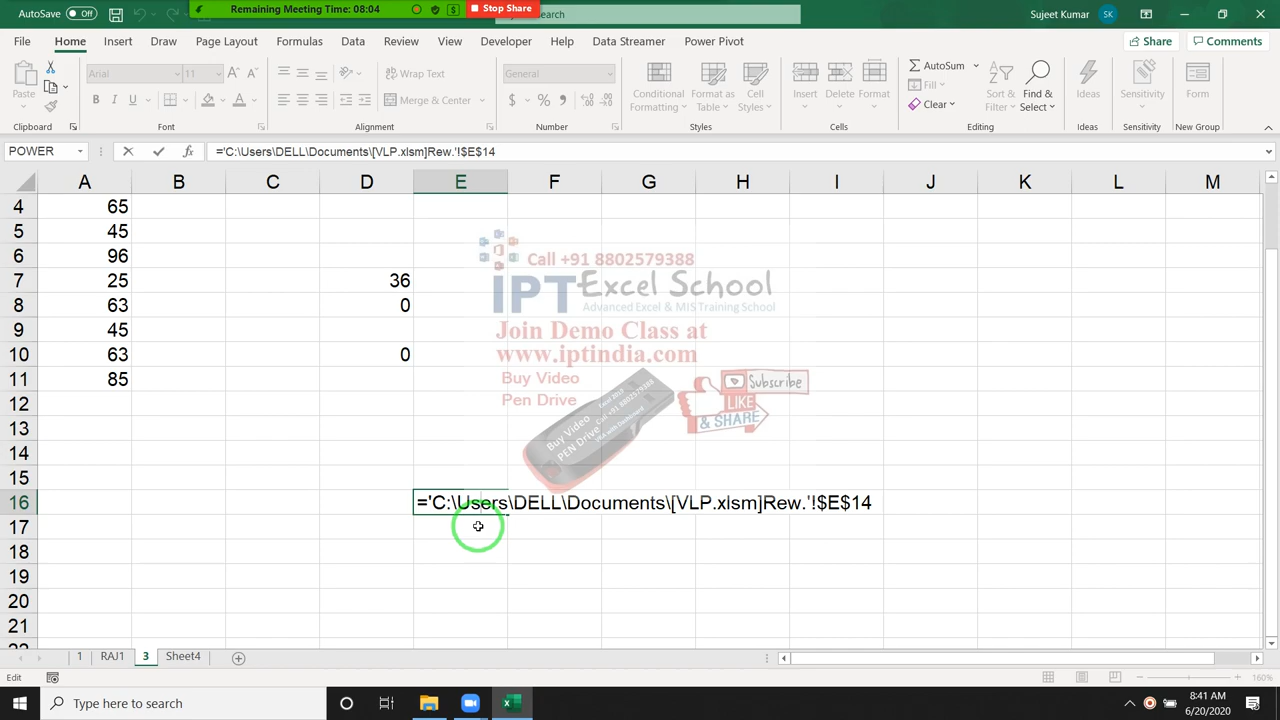 AutoSave Off
Remaining Meeting Time: 08:04
Stop Share
Search
Sujeet Kumar
SK
File Home Insert Draw Page Layout Formulas Data Review View Developer Help Data Streamer Power Pivot
Share
Comments
Paste
Clipboard
Arial
11
B I U
Font
Wrap Text
Merge & Center
Alignment
General
$ % ,
Number
Conditional Formatting
Format as Table
Cell Styles
Styles
Insert
Delete
Format
Cells
AutoSum
Fill
Clear
Sort & Filter
Find & Select
Editing
Ideas
Ideas
Sensitivity
Sensitivity
Form
New Group
POWER
fx
='C:\Users\DELL\Documents\[VLP.xlsm]Rew.'!$E$14
A B C D E F G H I J K L M
4 65
5 45
6 96
7 25 36
8 63 0
9 45
10 63 0
11 85
12
13
14
15
16 ='C:\Users\DELL\Documents\[VLP.xlsm]Rew.'!$E$14
17
18
19
20
21
22
Call +91 8802579388
IPT Excel School
Advanced Excel & MIS Training School
Join Demo Class at
www.iptindia.com
Buy Video
Pen Drive
Subscribe
LIKE
& SHARE
1 RAJ1 3 Sheet4
Edit
160%
Type here to search
8:41 AM
6/20/2020